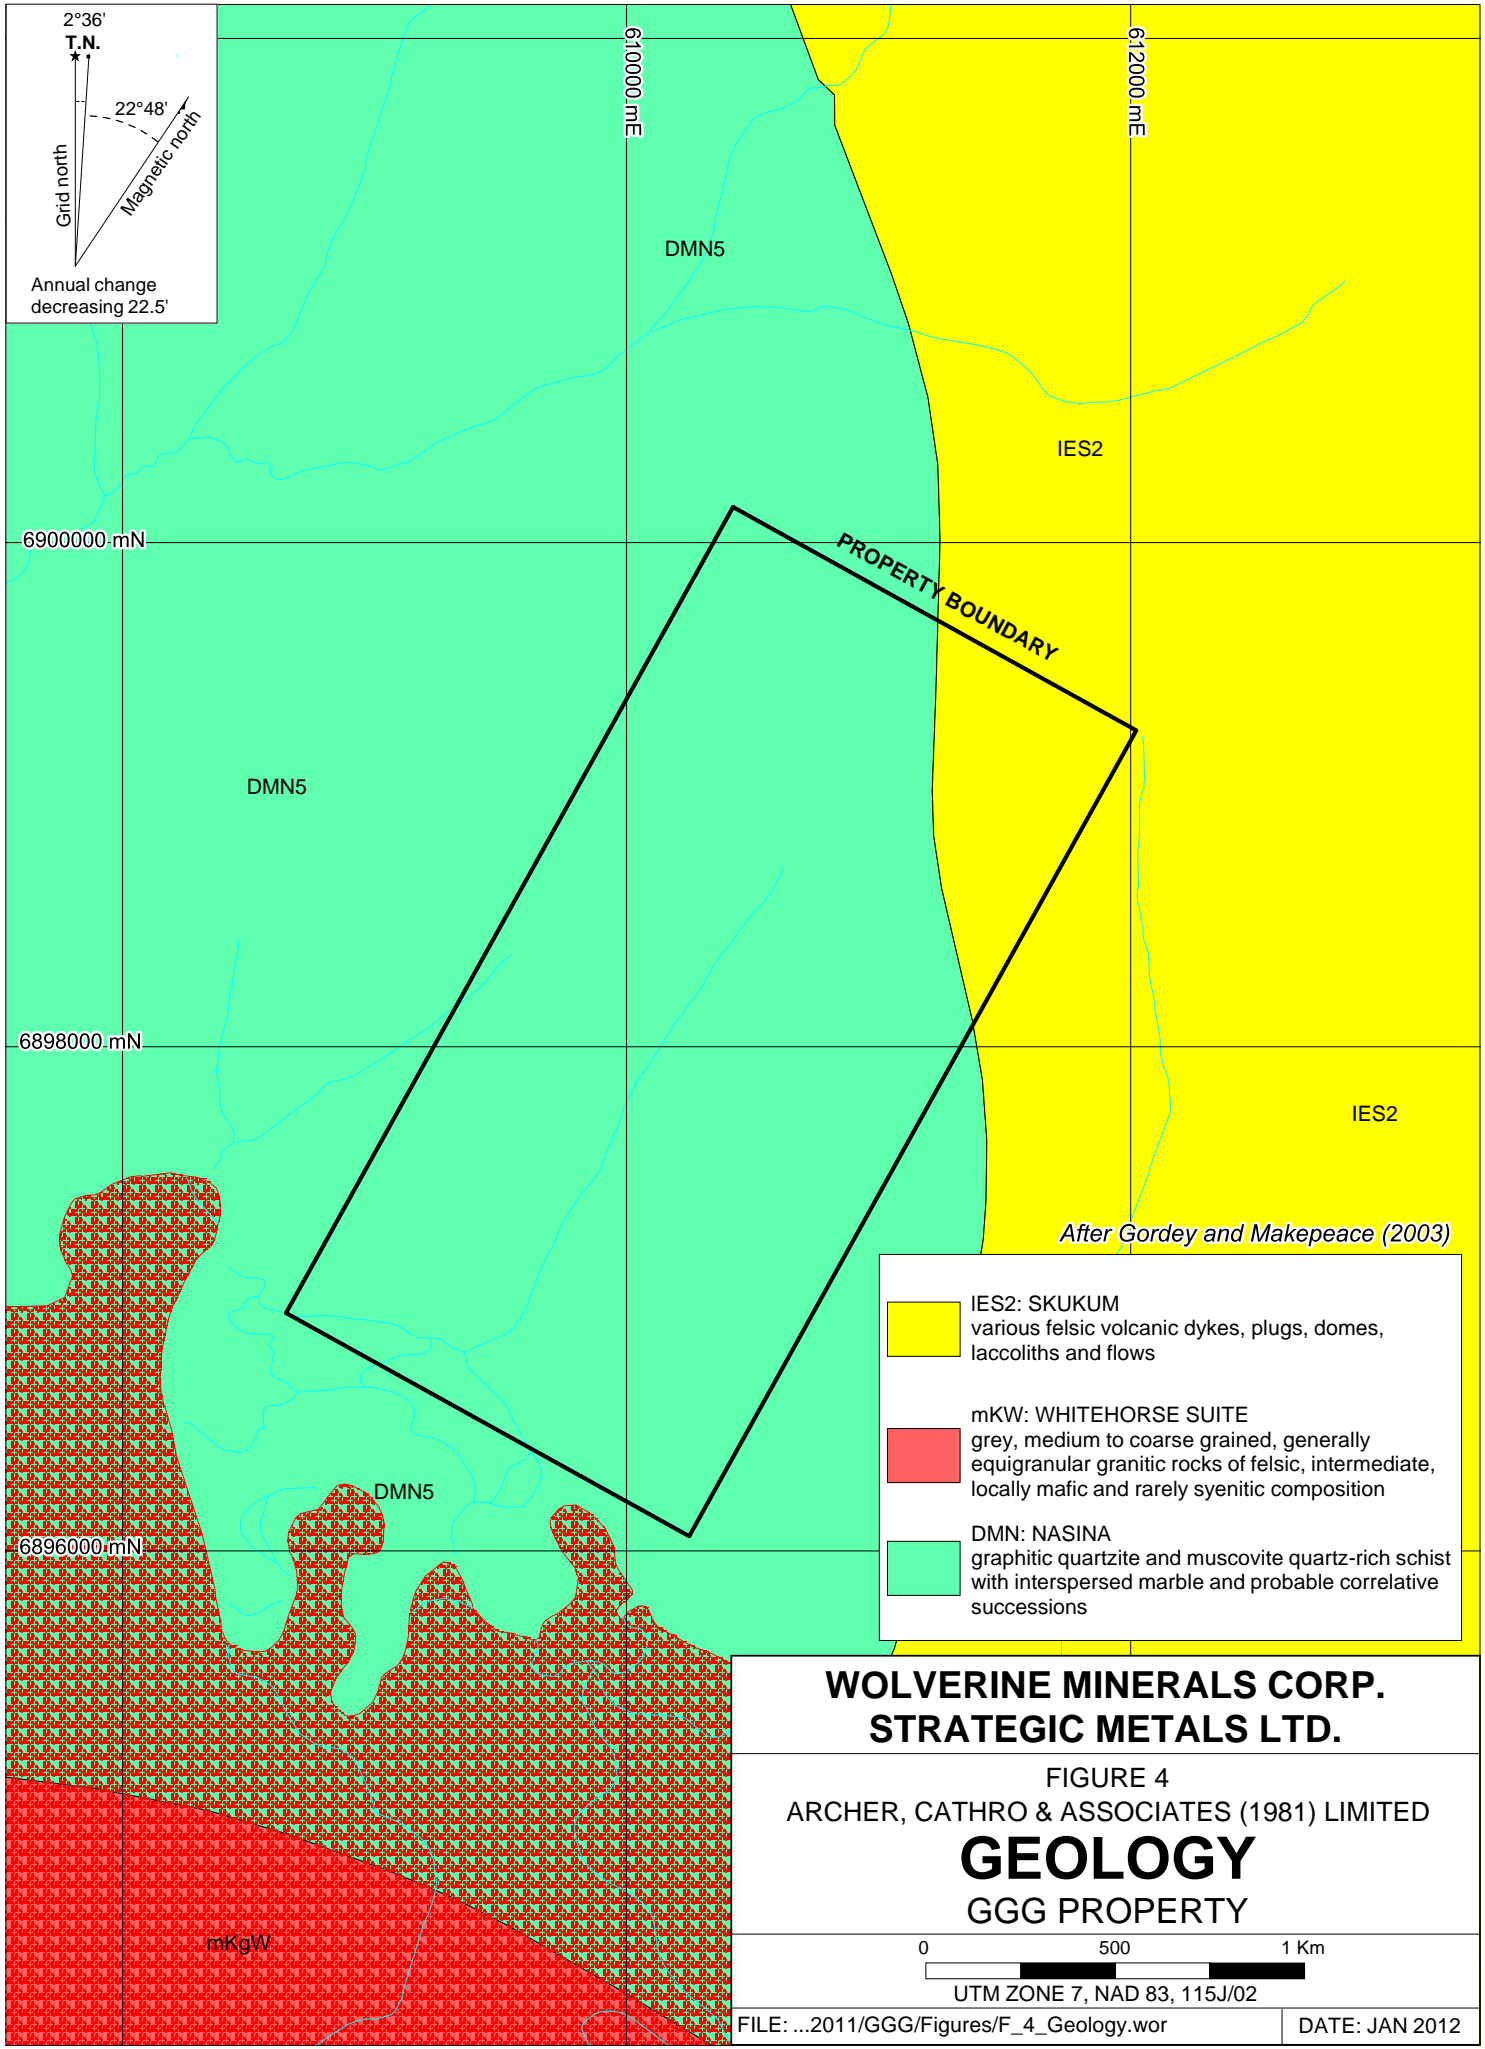 2°36'
T.N.
22°48'
Grid north
Magnetic north
Annual change
decreasing 22.5'
610000 mE
612000 mE
DMN5
IES2
6900000 mN
PROPERTY BOUNDARY
DMN5
6898000 mN
IES2
After Gordey and Makepeace (2003)
IES2: SKUKUM
various felsic volcanic dykes, plugs, domes,
laccoliths and flows
mKW: WHITEHORSE SUITE
grey, medium to coarse grained, generally
equigranular granitic rocks of felsic, intermediate,
locally mafic and rarely syenitic composition
DMN5
6896000 mN
DMN: NASINA
graphitic quartzite and muscovite quartz-rich schist
with interspersed marble and probable correlative
successions
WOLVERINE MINERALS CORP.
STRATEGIC METALS LTD.
FIGURE 4
ARCHER, CATHRO & ASSOCIATES (1981) LIMITED
GEOLOGY
GGG PROPERTY
mKgW
0 500 1 Km
UTM ZONE 7, NAD 83, 115J/02
FILE: ...2011/GGG/Figures/F_4_Geology.wor
DATE: JAN 2012